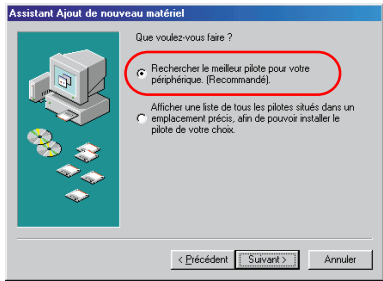 Assistant Ajout de nouveau matériel
Que voulez-vous faire ?
Rechercher le meilleur pilote pour votre
périphérique. (Recommandé).
Afficher une liste de tous les pilotes situés dans un
emplacement précis, afin de pouvoir installer le
pilote de votre choix.
< Précédent
Suivant >
Annuler